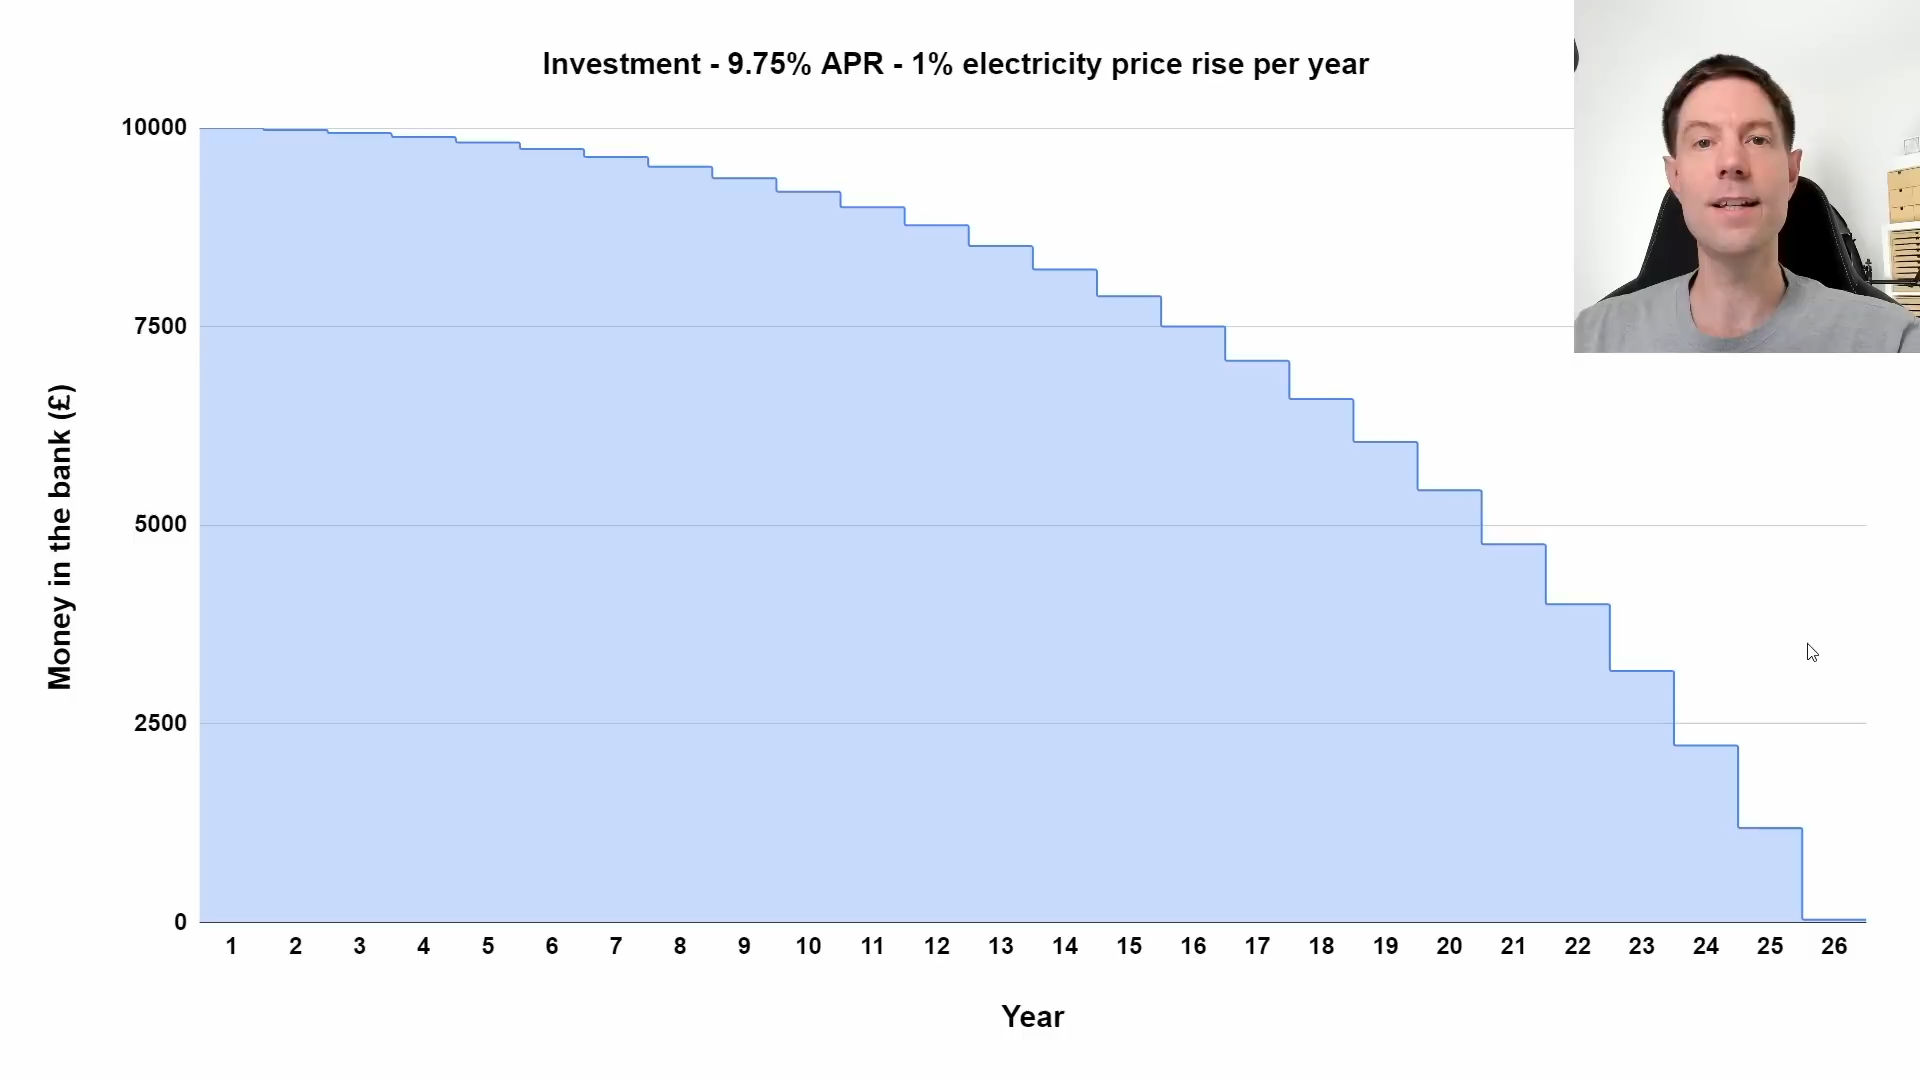 Investment - 9.75% APR - 1% electricity price rise per year
10000
7500
5000
2500
0
Money in the bank (£)
1 2 3 4 5 6 7 8 9 10 11 12 13 14 15 16 17 18 19 20 21 22 23 24 25 26
Year